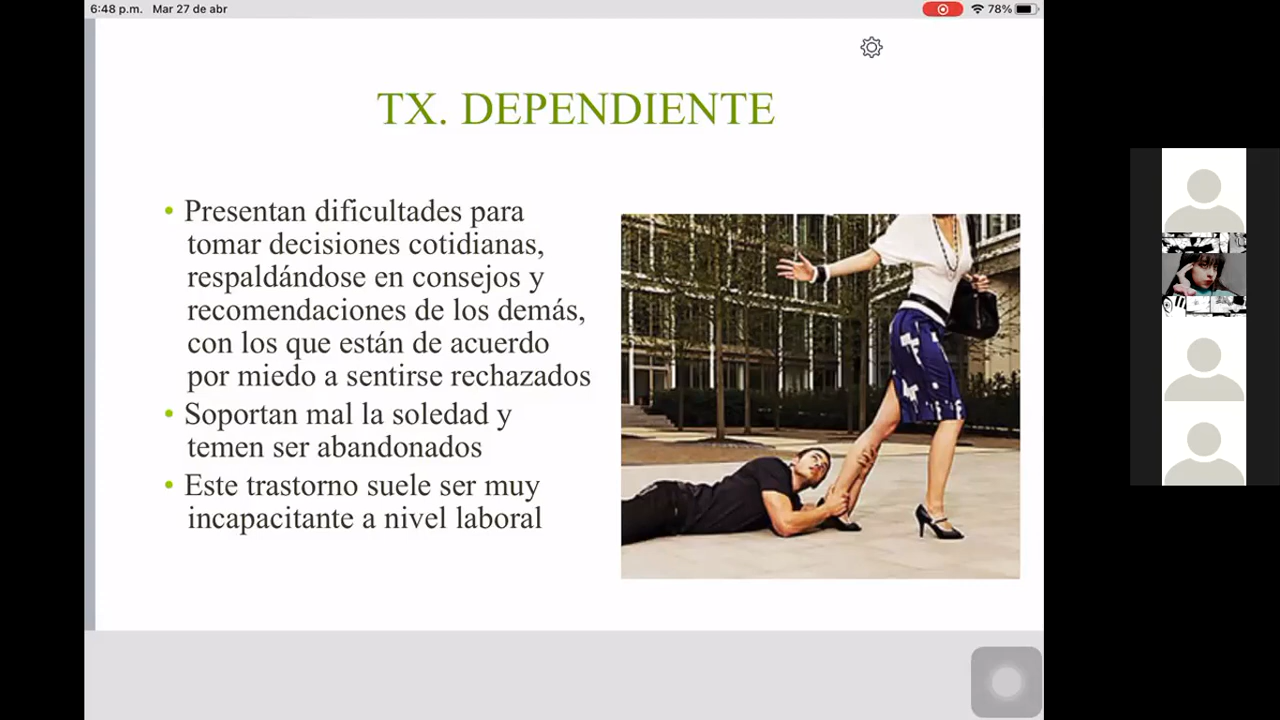 6:48 p.m. Mar 27 de abr
78%
TX. DEPENDIENTE
• Presentan dificultades para
tomar decisiones cotidianas,
respaldándose en consejos y
recomendaciones de los demás,
con los que están de acuerdo
por miedo a sentirse rechazados
• Soportan mal la soledad y
temen ser abandonados
• Este trastorno suele ser muy
incapacitante a nivel laboral